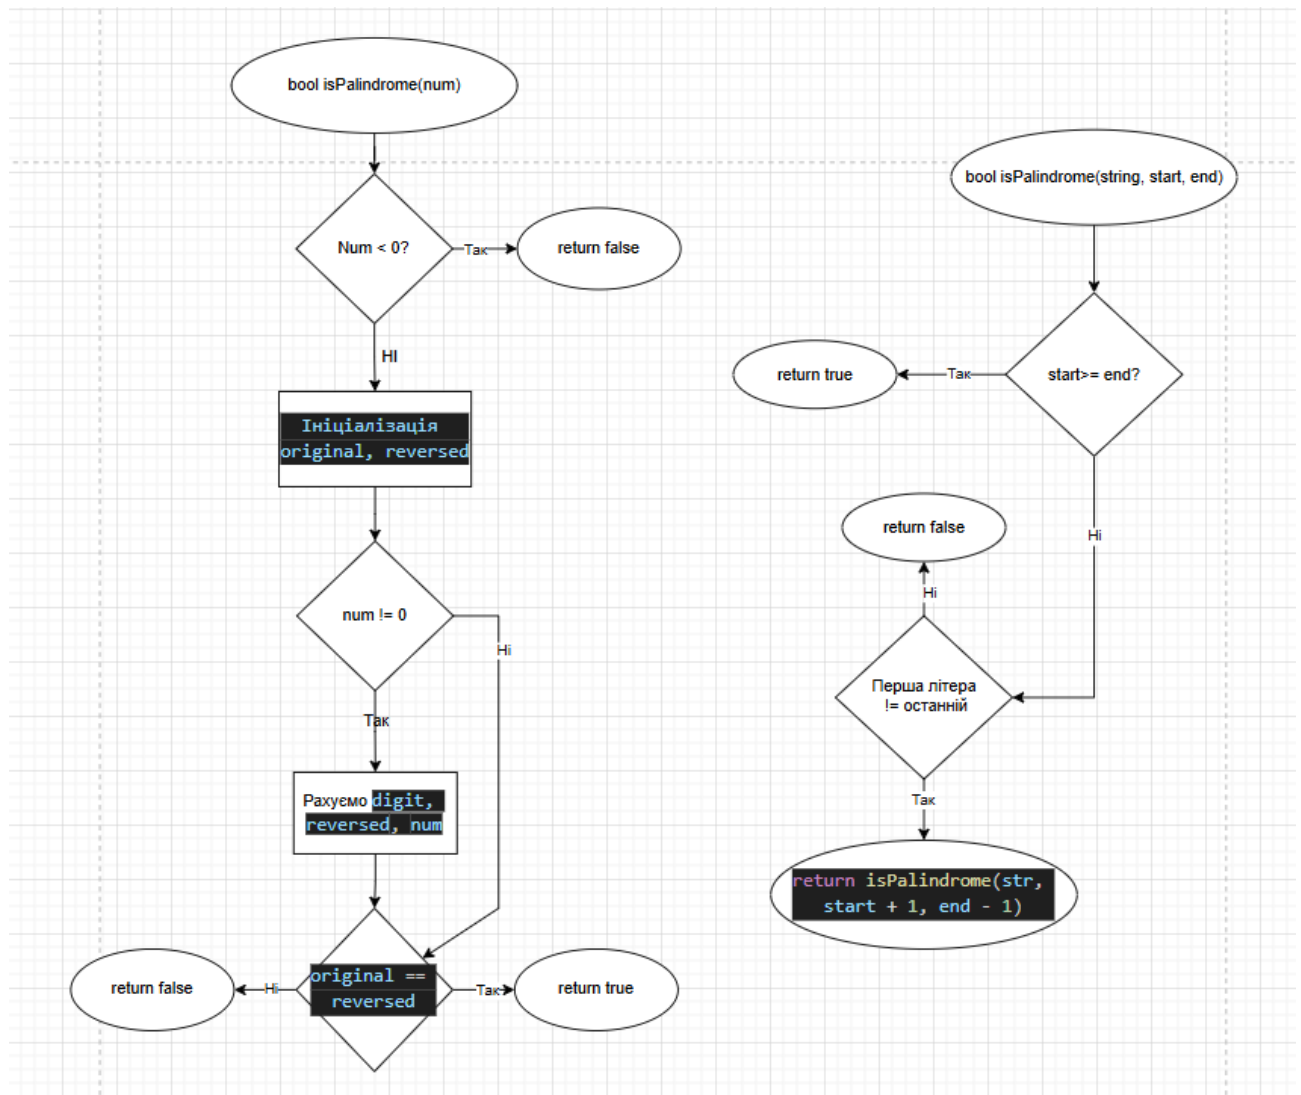 bool isPalindrome(num)
Num < 0?
Так
return false
НІ
Ініціалізація
original, reversed
num != 0
Ні
Так
Рахуємо digit,
reversed, num
original ==
reversed
Ні
return false
Так
return true
bool isPalindrome(string, start, end)
start>= end?
Так
return true
Ні
Перша літера
!= останній
Ні
return false
Так
return isPalindrome(str,
start + 1, end - 1)